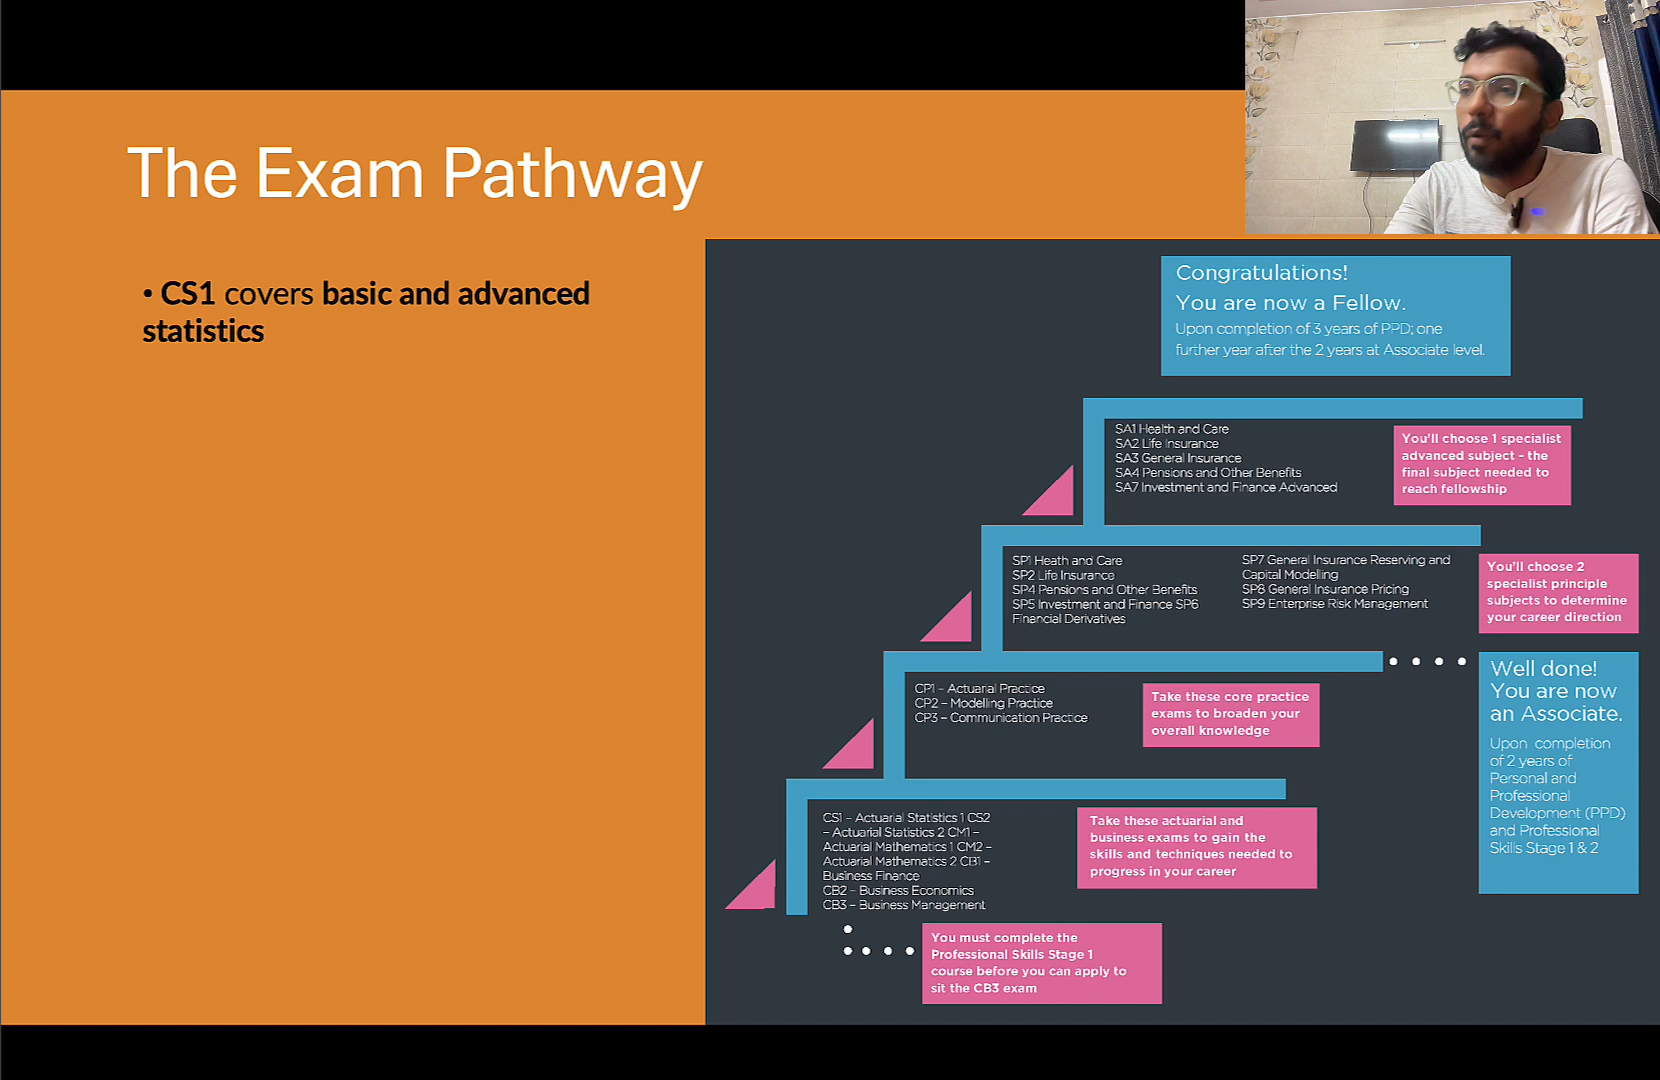 The Exam Pathway
• CS1 covers basic and advanced
statistics
Congratulations!
You are now a Fellow.
Upon completion of 3 years of PPD; one
further year after the 2 years at Associate level.
SA1 Health and Care
SA2 Life Insurance
SA3 General Insurance
SA4 Pensions and Other Benefits
SA7 Investment and Finance Advanced
You'll choose 1 specialist
advanced subject - the
final subject needed to
reach fellowship
SP1 Heath and Care
SP2 Life Insurance
SP4 Pensions and Other Benefits
SP5 Investment and Finance SP6
Financial Derivatives
SP7 General Insurance Reserving and
Capital Modelling
SP8 General Insurance Pricing
SP9 Enterprise Risk Management
You'll choose 2
specialist principle
subjects to determine
your career direction
CP1 – Actuarial Practice
CP2 – Modelling Practice
CP3 – Communication Practice
Take these core practice
exams to broaden your
overall knowledge
Well done!
You are now
an Associate.
Upon completion
of 2 years of
Personal and
Professional
Development (PPD)
and Professional
Skills Stage 1 & 2
CS1 – Actuarial Statistics 1 CS2
– Actuarial Statistics 2 CM1 –
Actuarial Mathematics 1 CM2 –
Actuarial Mathematics 2 CB1 –
Business Finance
CB2 – Business Economics
CB3 – Business Management
Take these actuarial and
business exams to gain the
skills and techniques needed to
progress in your career
You must complete the
Professional Skills Stage 1
course before you can apply to
sit the CB3 exam